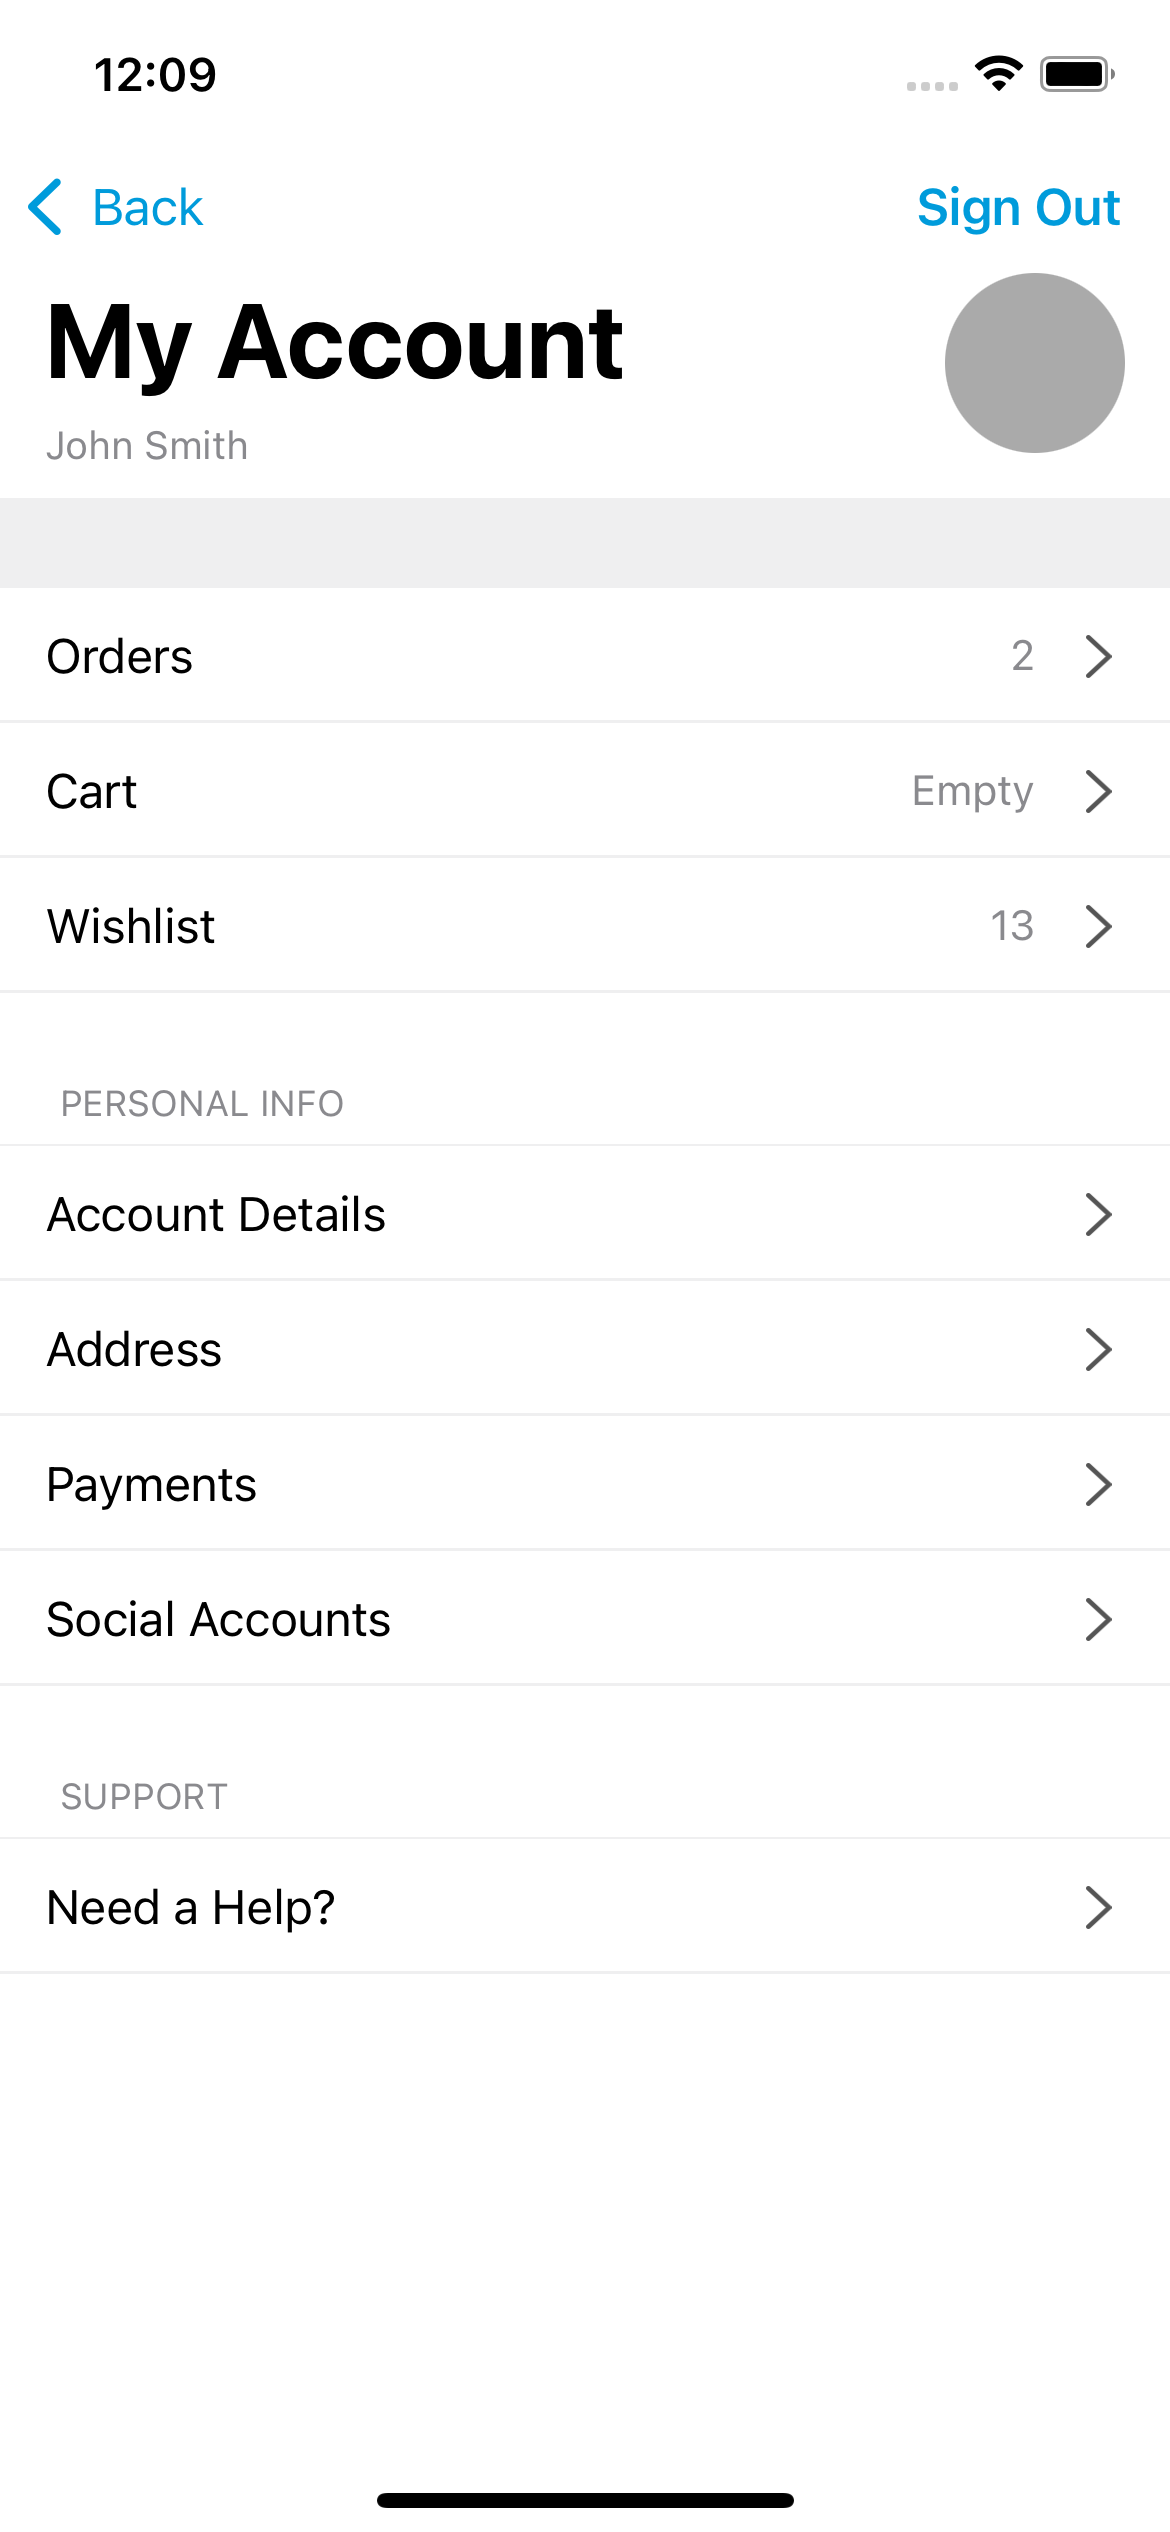 12:09
Back
Sign Out
My Account
John Smith
Orders 2
Cart Empty
Wishlist 13
PERSONAL INFO
Account Details
Address
Payments
Social Accounts
SUPPORT
Need a Help?